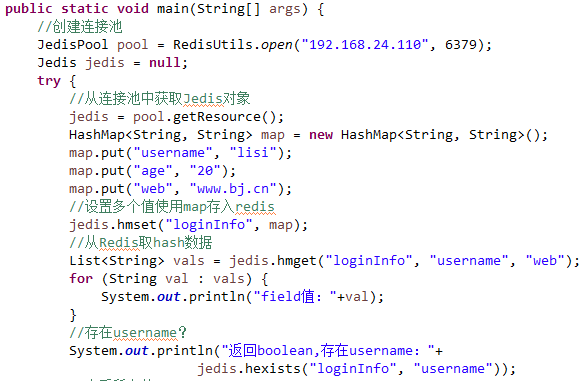 public static void main(String[] args) {
//创建连接池
JedisPool pool = RedisUtils.open("192.168.24.110", 6379);
Jedis jedis = null;
try {
//从连接池中获取Jedis对象
jedis = pool.getResource();
HashMap<String, String> map = new HashMap<String, String>();
map.put("username", "lisi");
map.put("age", "20");
map.put("web", "www.bj.cn");
//设置多个值使用map存入redis
jedis.hmset("loginInfo", map);
//从Redis取hash数据
List<String> vals = jedis.hmget("loginInfo", "username", "web");
for (String val : vals) {
System.out.println("field值："+val);
}
//存在username？
System.out.println("返回boolean,存在username："+
jedis.hexists("loginInfo", "username"));